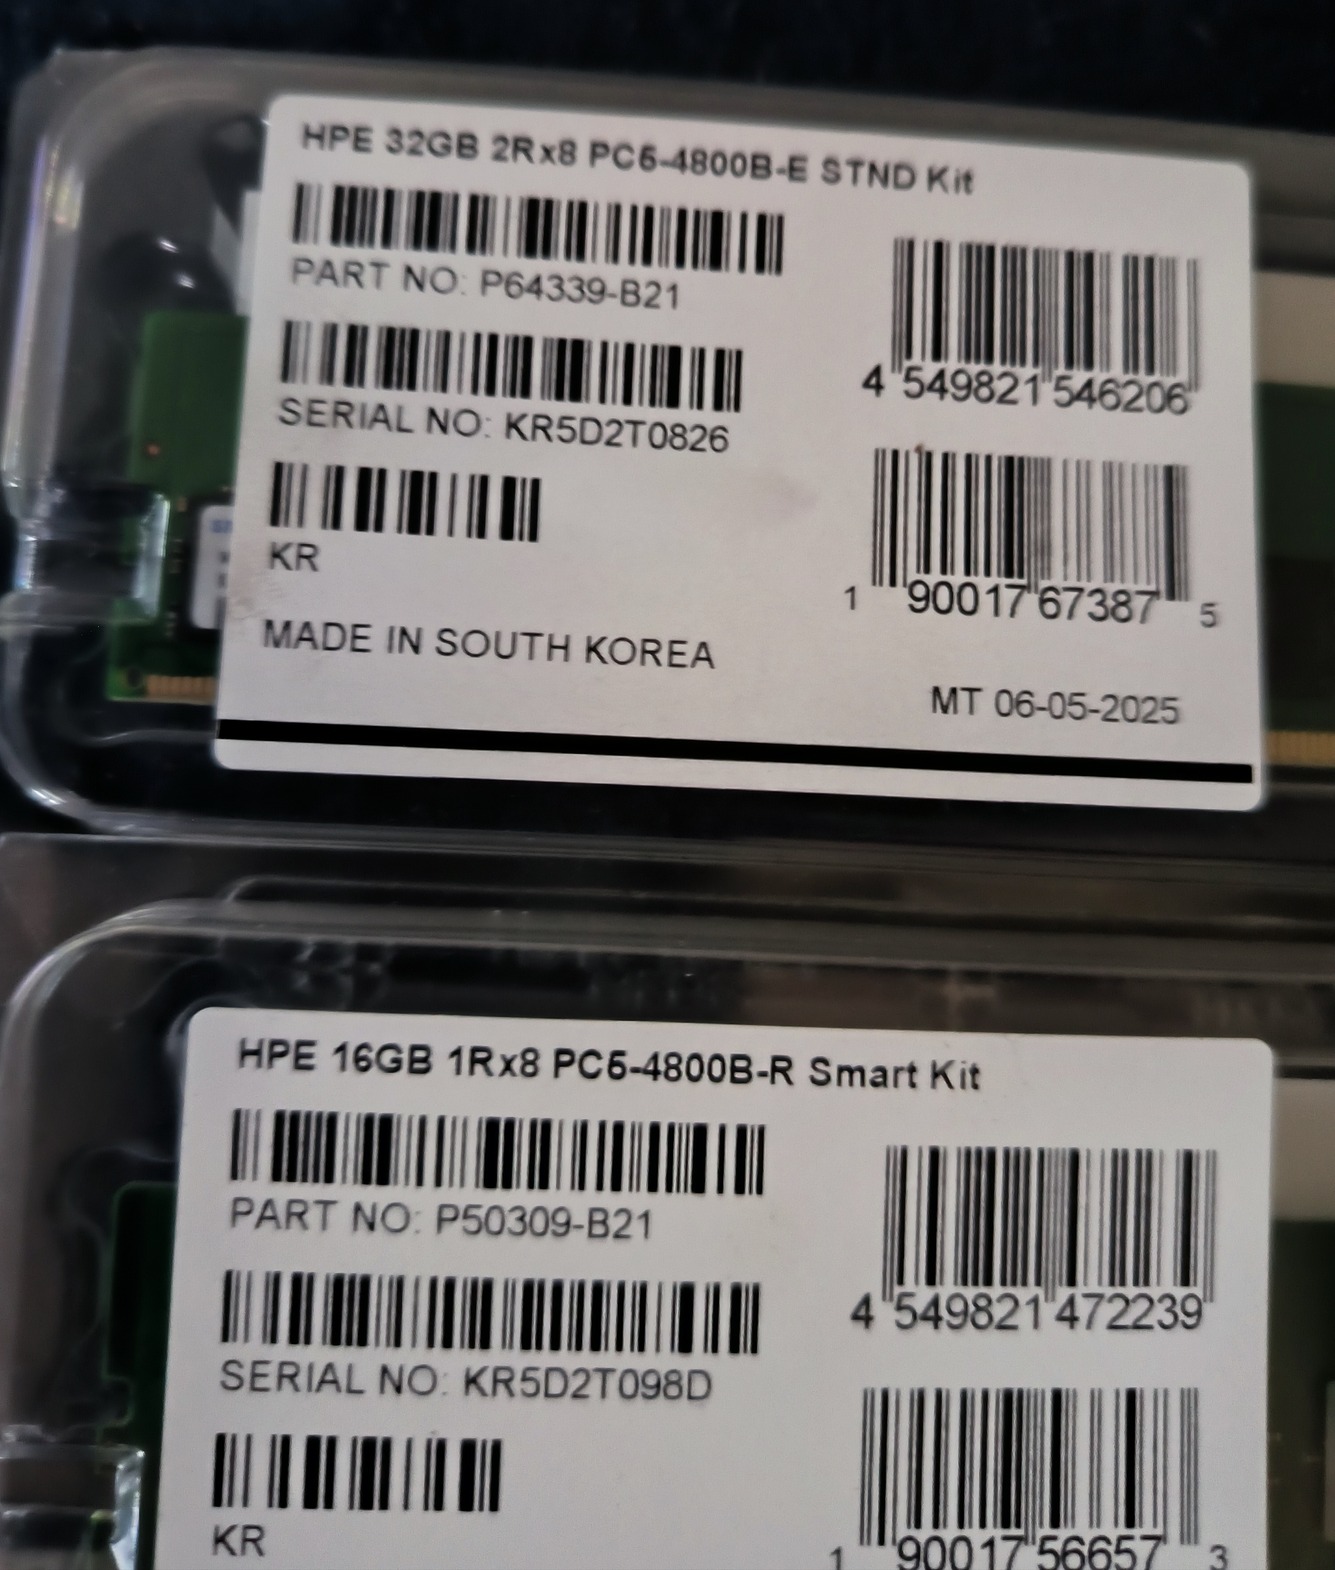 HPE 32GB 2Rx8 PC5-4800B-E STND Kit
PART NO: P64339-B21
4 549821 546206
SERIAL NO: KR5D2T0826
KR
1 90017 67387 5
MADE IN SOUTH KOREA
MT 06-05-2025
HPE 16GB 1Rx8 PC5-4800B-R Smart Kit
PART NO: P50309-B21
4 549821 472239
SERIAL NO: KR5D2T098D
KR
1 90017 56657 3